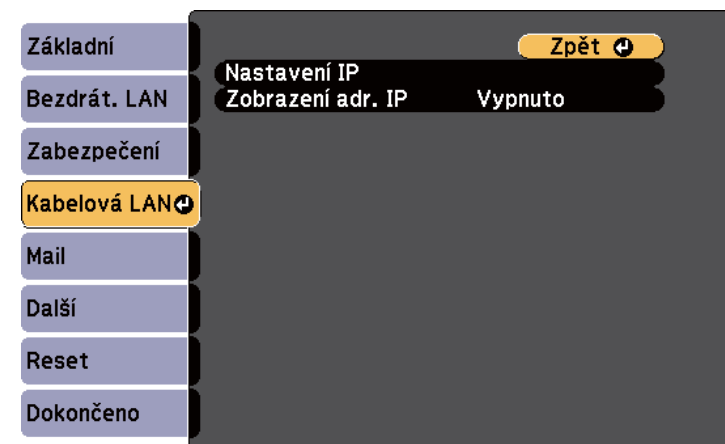 Základní
Bezdrát. LAN
Zabezpečení
Kabelová LAN
Mail
Další
Reset
Dokončeno
Zpět
Nastavení IP
Zobrazení adr. IP Vypnuto